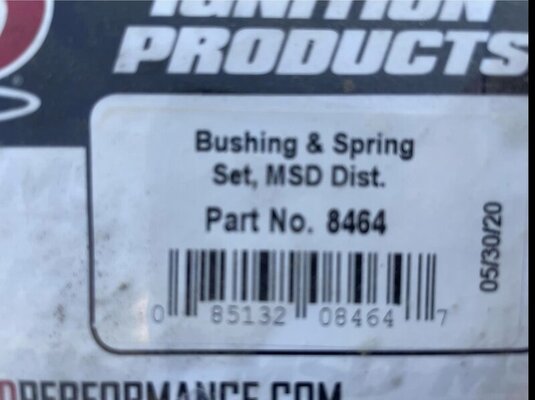 IGNITION
PRODUCTS
Bushing & Spring
Set, MSD Dist.
Part No. 8464
05/30/20
0 85132 08464 7
PERFORMANCE.COM